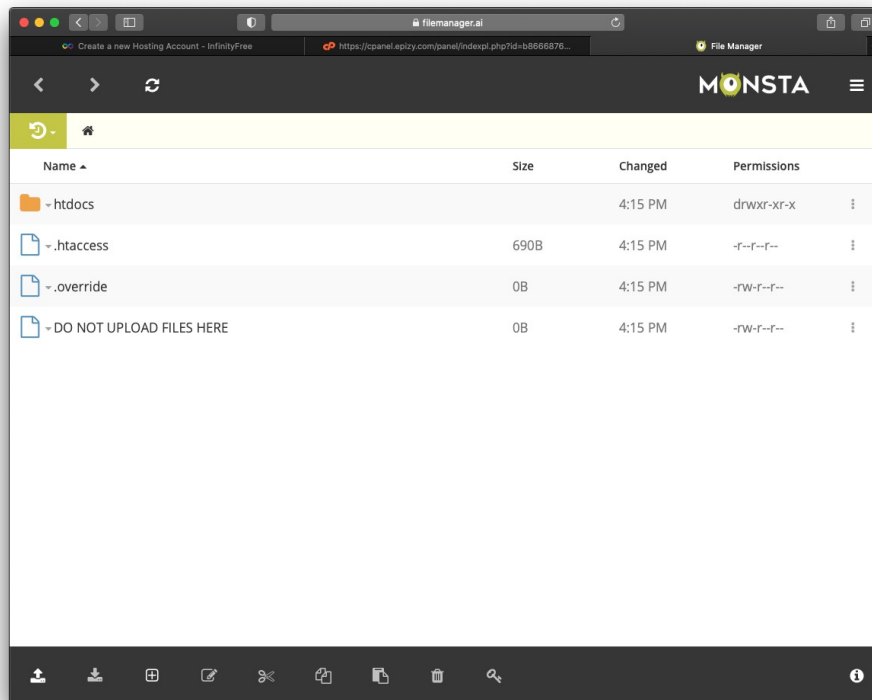 filemanager.ai
Create a new Hosting Account - InfinityFree
cP https://cpanel.epizy.com/panel/indexpl.php?id=b8666876...
File Manager
MONSTA
Name Size Changed Permissions
htdocs 4:15 PM drwxr-xr-x
.htaccess 690B 4:15 PM -r--r--r--
.override 0B 4:15 PM -rw-r--r--
DO NOT UPLOAD FILES HERE 0B 4:15 PM -rw-r--r--